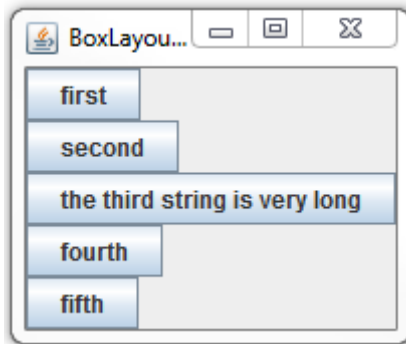 BoxLayou...
first
second
the third string is very long
fourth
fifth